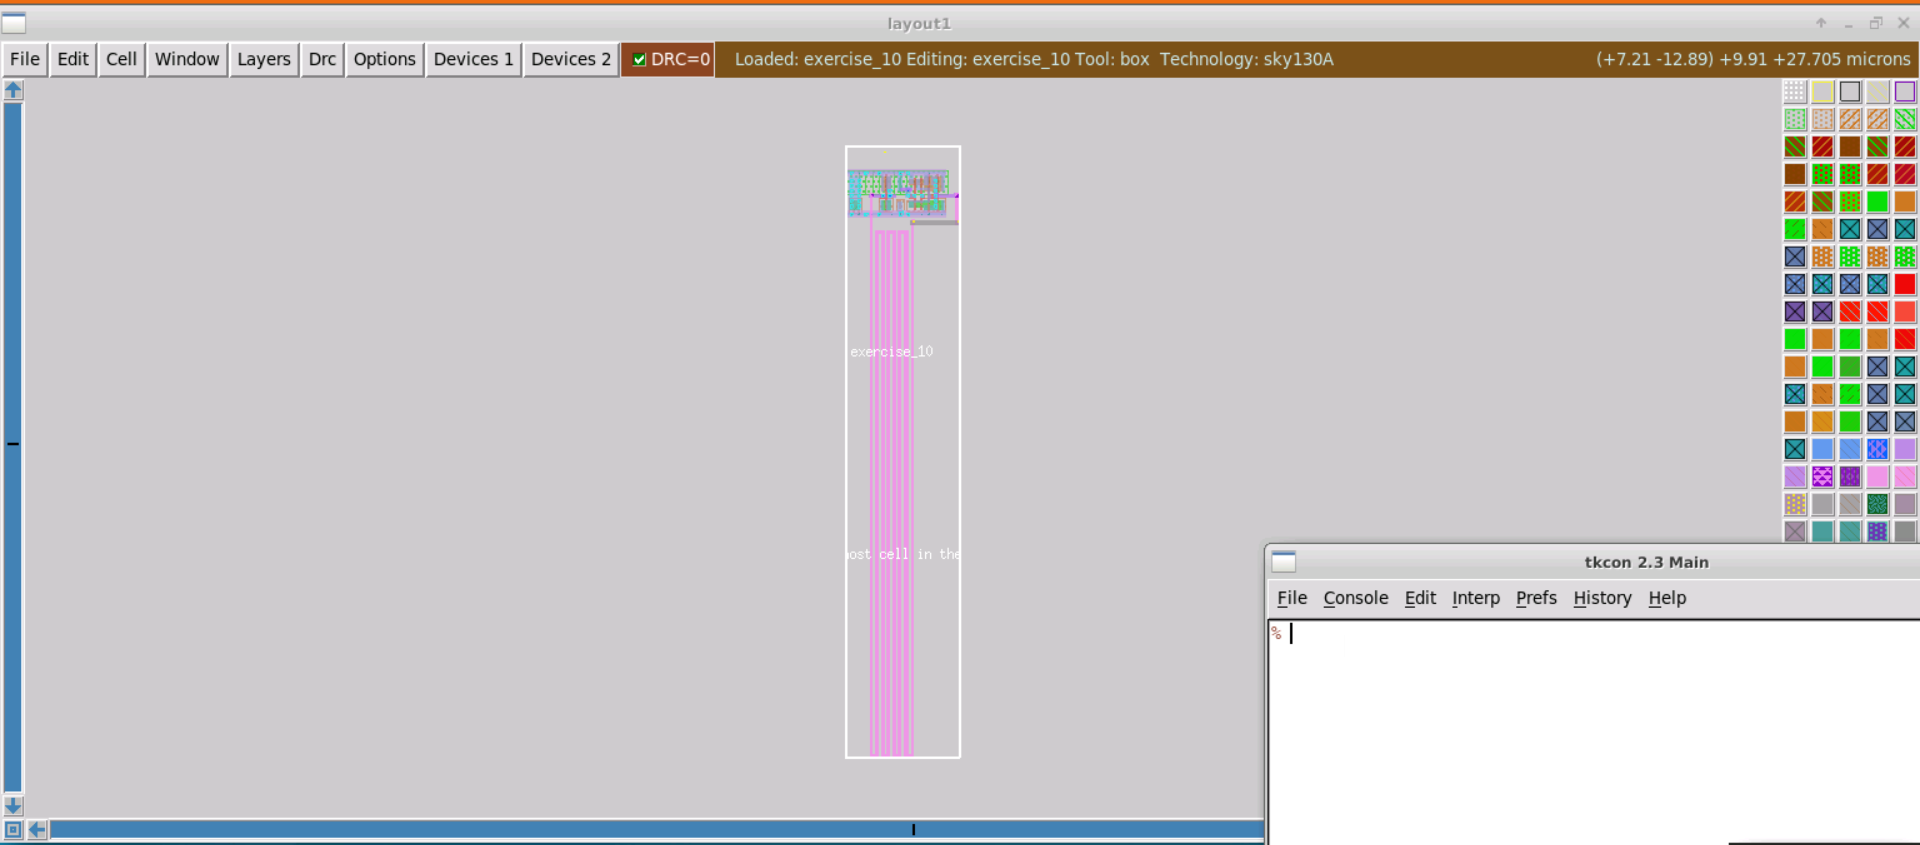 layout1
File Edit Cell Window Layers Drc Options Devices 1 Devices 2 DRC=0 Loaded: exercise_10 Editing: exercise_10 Tool: box Technology: sky130A (+7.21 -12.89) +9.91 +27.705 microns
exercise_10
ost cell in the
tkcon 2.3 Main
File Console Edit Interp Prefs History Help
%